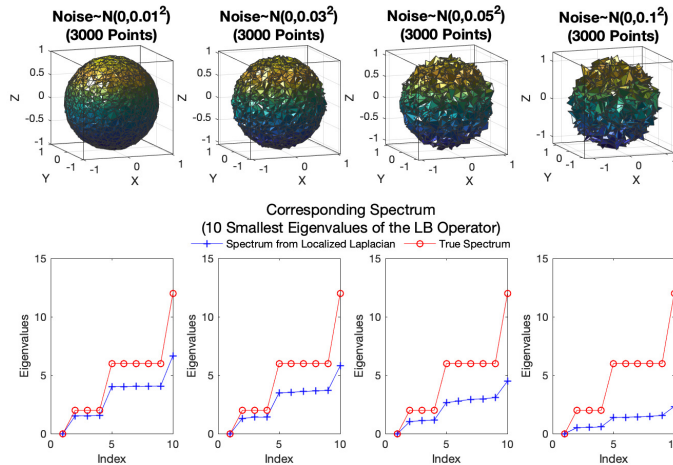 Noise~N(0,0.01²)
(3000 Points)
Noise~N(0,0.03²)
(3000 Points)
Noise~N(0,0.05²)
(3000 Points)
Noise~N(0,0.1²)
(3000 Points)
1
0.5
0
-0.5
-1
Z
1
0
-1
Y
-1
0
1
X
1
0.5
0
-0.5
-1
Z
1
0
-1
Y
-1
0
1
X
1
0.5
0
-0.5
-1
Z
1
0
-1
Y
-1
0
1
X
1
0
-1
Z
1
0
-1
Y
-1
0
1
X
Corresponding Spectrum
(10 Smallest Eigenvalues of the LB Operator)
Spectrum from Localized Laplacian
True Spectrum
15
10
5
0
Eigenvalues
0
5
10
Index
15
10
5
0
Eigenvalues
0
5
10
Index
15
10
5
0
Eigenvalues
0
5
10
Index
15
10
5
0
Eigenvalues
0
5
Index